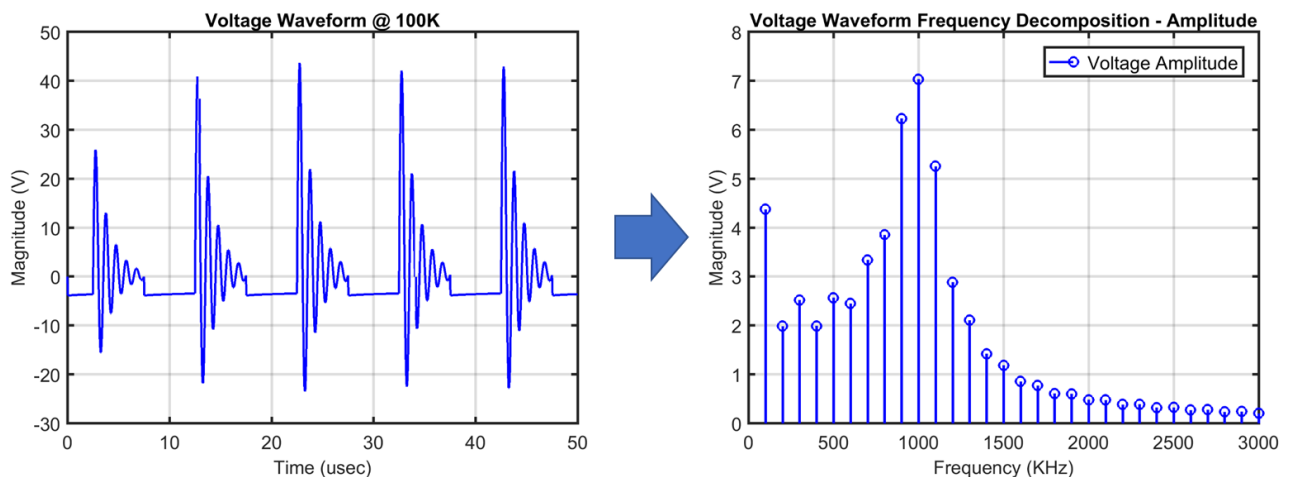 Voltage Waveform @ 100K
50
40
30
20
10
0
-10
-20
-30
Magnitude (V)
0 10 20 30 40 50
Time (usec)
Voltage Waveform Frequency Decomposition - Amplitude
Voltage Amplitude
8
7
6
5
4
3
2
1
0
Magnitude (V)
0 500 1000 1500 2000 2500 3000
Frequency (KHz)